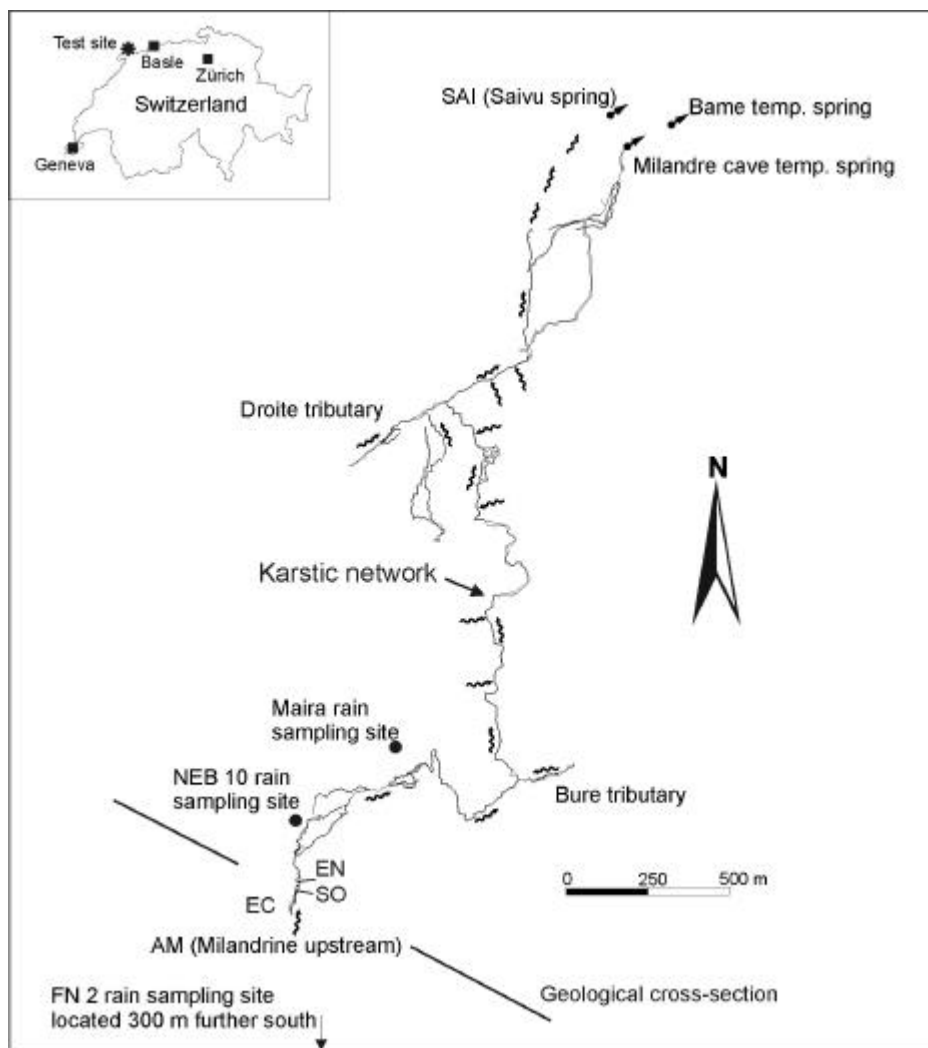 Test site
Basle
Zürich
Switzerland
Geneva
SAI (Saivu spring)
Bame temp. spring
Milandre cave temp. spring
Droite tributary
N
Karstic network
Maira rain
sampling site
NEB 10 rain
sampling site
Bure tributary
EN
SO
EC
0 250 500 m
AM (Milandrine upstream)
Geological cross-section
FN 2 rain sampling site
located 300 m further south